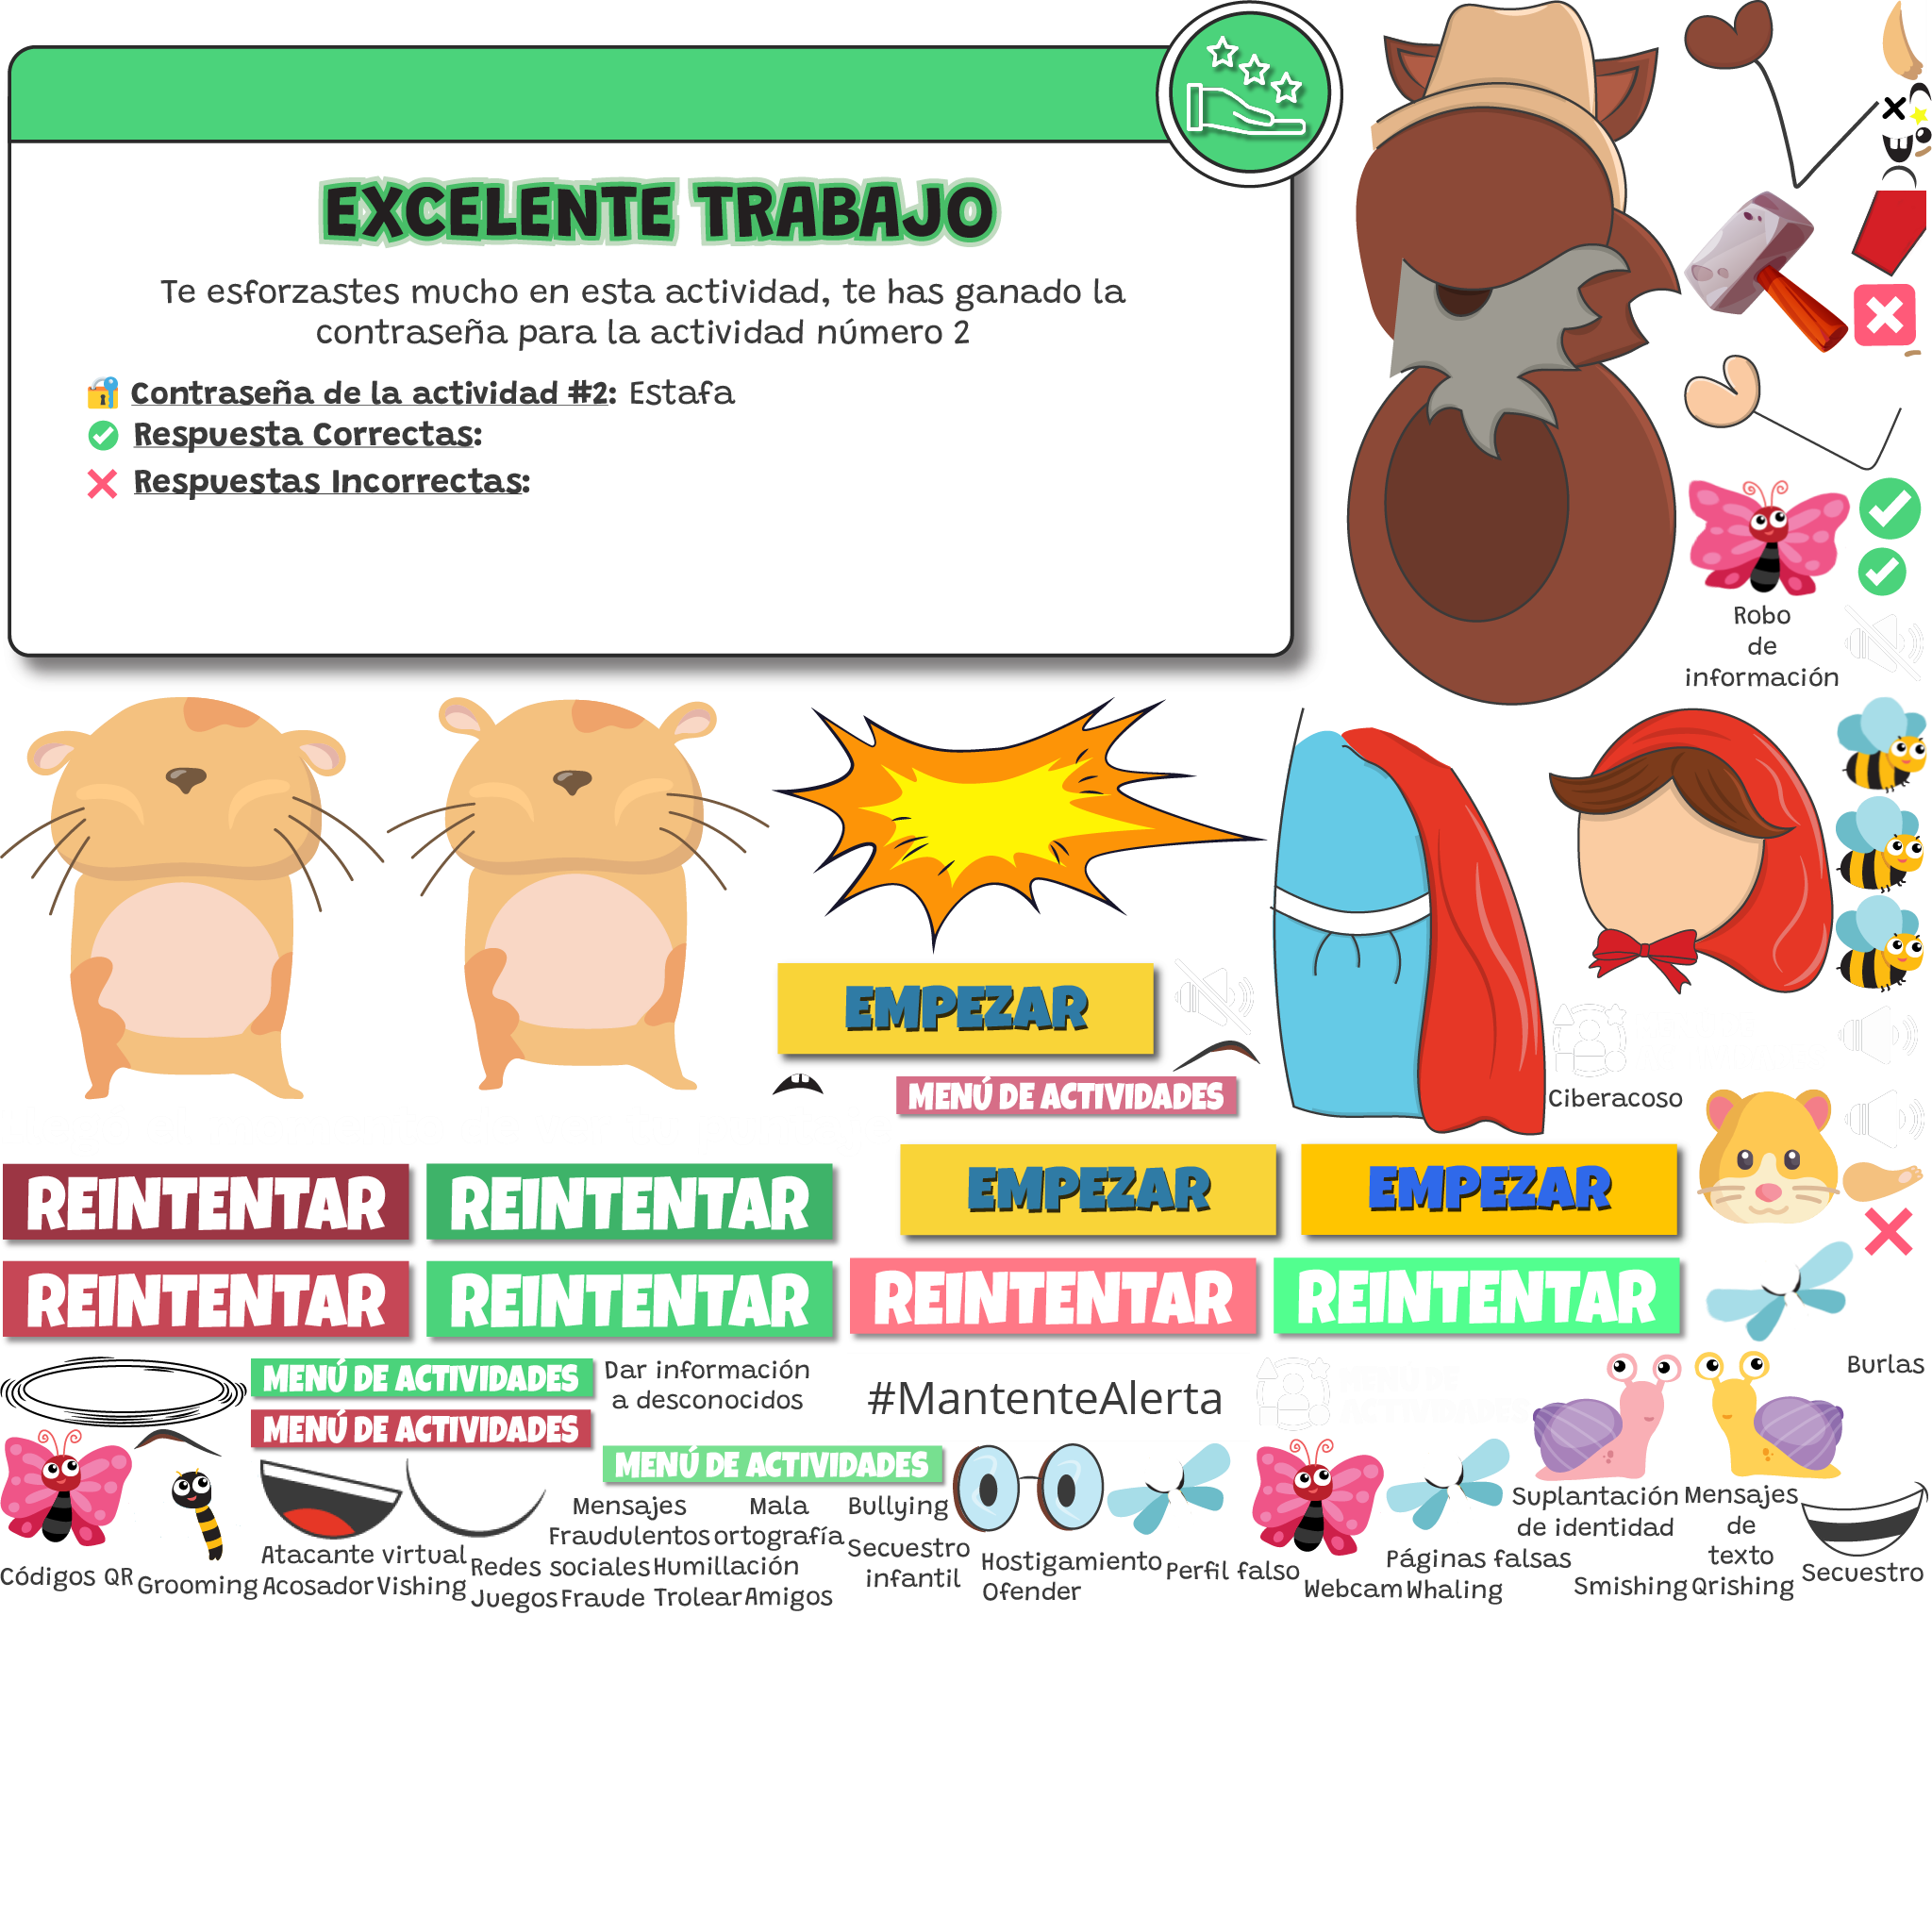 EXCELENTE TRABAJO
Te esforzastes mucho en esta actividad, te has ganado la
contraseña para la actividad número 2
Contraseña de la actividad #2: Estafa
Respuesta Correctas:
Respuestas Incorrectas:
Robo
de
información
EMPEZAR
MENÚ DE ACTIVIDADES
Ciberacoso
REINTENTAR
REINTENTAR
EMPEZAR
EMPEZAR
REINTENTAR
REINTENTAR
REINTENTAR
REINTENTAR
MENÚ DE ACTIVIDADES
Dar información
a desconocidos
#MantenteAlerta
Burlas
MENÚ DE ACTIVIDADES
MENÚ DE ACTIVIDADES
Mensajes
Fraudulentos
Mala
ortografía
Bullying
Secuestro
infantil
Suplantación
de identidad
Mensajes
de
texto
Códigos QR
Grooming
Atacante virtual
Acosador
Vishing
Redes sociales
Humillación
Juegos
Fraude
Trolear
Amigos
Hostigamiento
Ofender
Perfil falso
Páginas falsas
Webcam
Whaling
Smishing
Qrishing
Secuestro